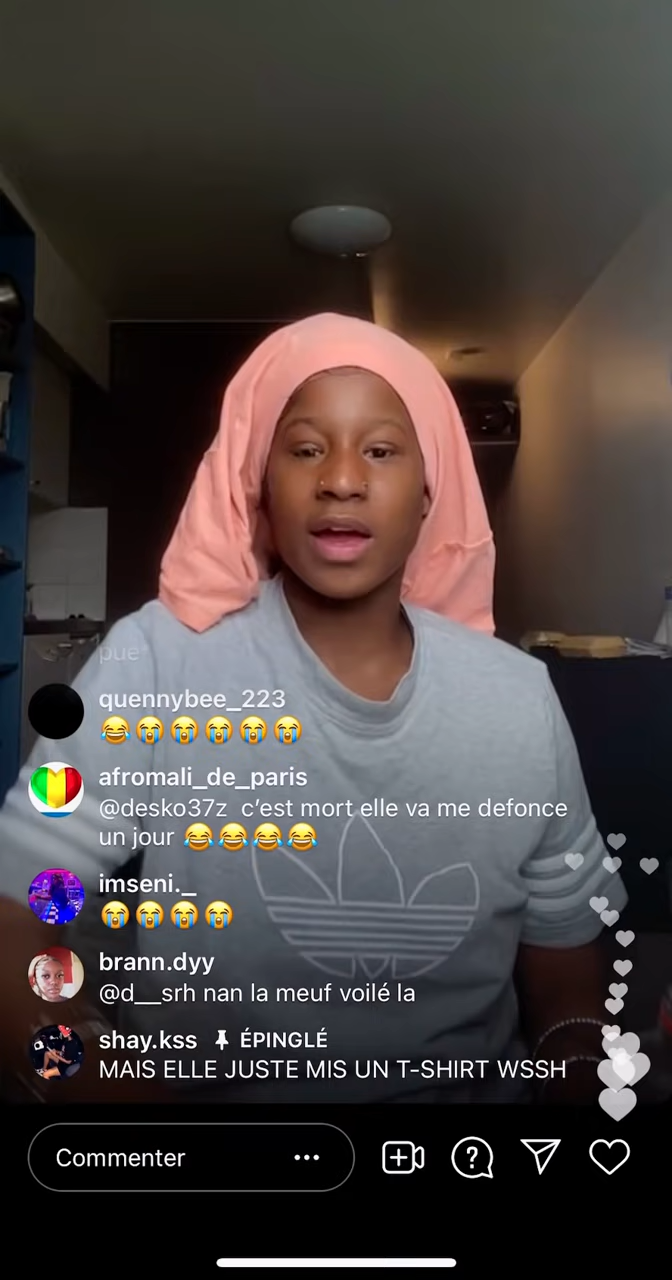 pue*
quennybee_223
😂😭😭😭😭😭
afromali_de_paris
@desko37z c’est mort elle va me defonce
un jour 😂😂😂😂
imseni._
😭😭😭😭
brann.dyy
@d__srh nan la meuf voilé la
shay.kss 📌 ÉPINGLÉ
MAIS ELLE JUSTE MIS UN T-SHIRT WSSH
Commenter ...